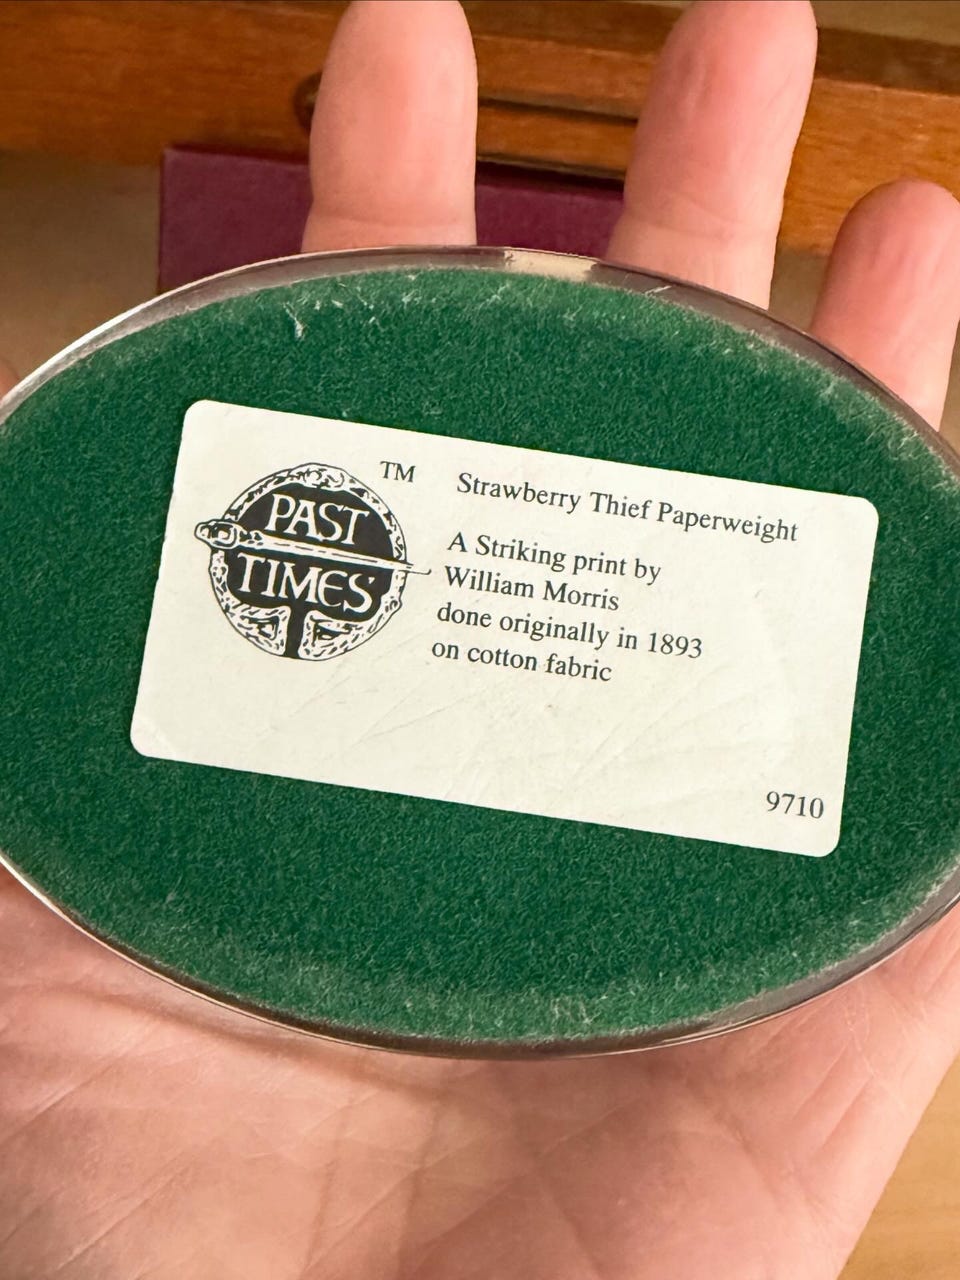 PAST
TIMES
TM
Strawberry Thief Paperweight
A Striking print by
William Morris
done originally in 1893
on cotton fabric
9710